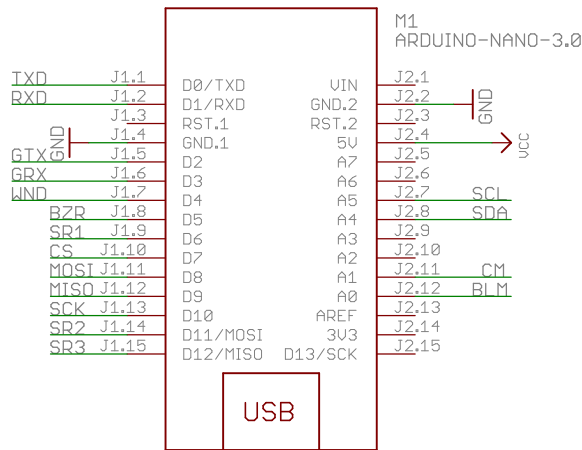 M1
ARDUINO-NANO-3.0
TXD J1.1 D0/TXD VIN J2.1
RXD J1.2 D1/RXD GND.2 J2.2 GND
J1.3 RST.1 RST.2 J2.3
GND J1.4 GND.1 5V J2.4 VCC
GTX J1.5 D2 A7 J2.5
GRX J1.6 D3 A6 J2.6
WND J1.7 D4 A5 J2.7 SCL
BZR J1.8 D5 A4 J2.8 SDA
SR1 J1.9 D6 A3 J2.9
CS J1.10 D7 A2 J2.10
MOSI J1.11 D8 A1 J2.11 CM
MISO J1.12 D9 A0 J2.12 BLM
SCK J1.13 D10 AREF J2.13
SR2 J1.14 D11/MOSI 3V3 J2.14
SR3 J1.15 D12/MISO D13/SCK J2.15
USB